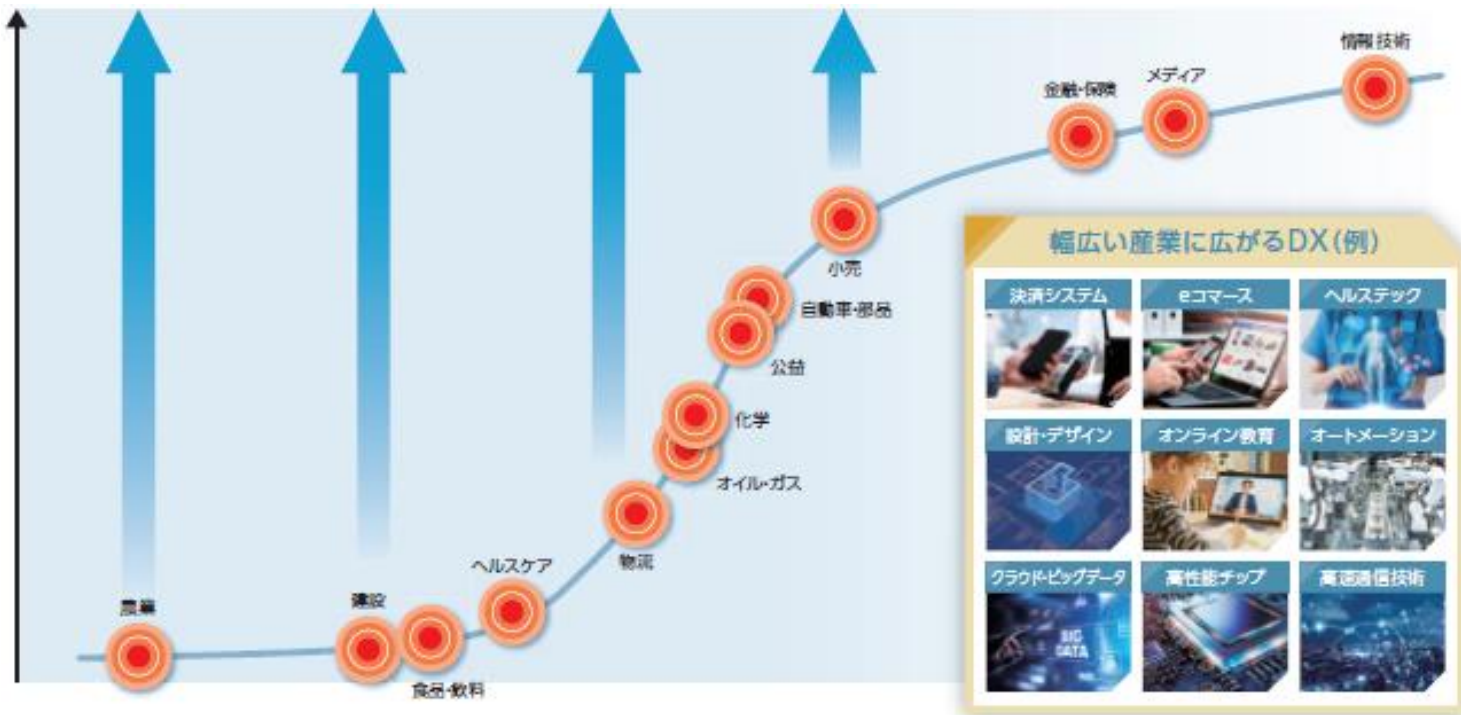 情報技術
メディア
金融・保険
小売
自動車・部品
公益
化学
オイル・ガス
物流
ヘルスケア
建設
農業
食品・飲料
幅広い産業に広がるDX(例)
決済システム
eコマース
ヘルステック
設計・デザイン
オンライン教育
オートメーション
クラウド・ビッグデータ
高性能チップ
高速通信技術
BIG
DATA